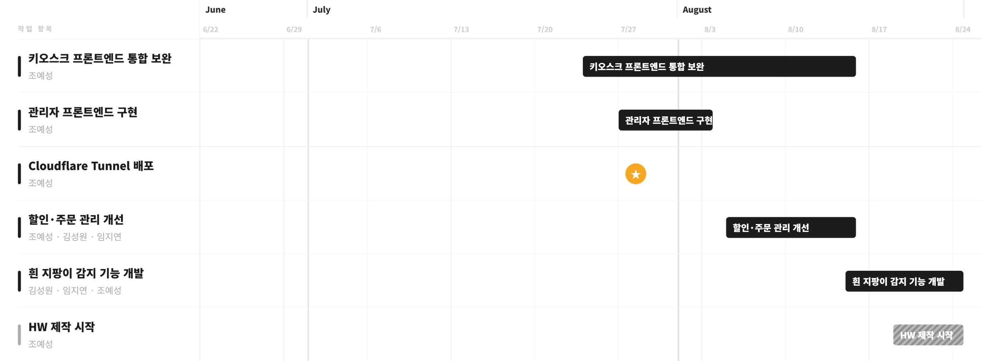 June July August
작업 항목 6/22 6/29 7/6 7/13 7/20 7/27 8/3 8/10 8/17 8/24
키오스크 프론트엔드 통합 보완
조예성
키오스크 프론트엔드 통합 보완
관리자 프론트엔드 구현
조예성
관리자 프론트엔드 구현
Cloudflare Tunnel 배포
조예성
할인·주문 관리 개선
조예성 · 김성원 · 임지연
할인·주문 관리 개선
흰 지팡이 감지 기능 개발
김성원 · 임지연 · 조예성
흰 지팡이 감지 기능 개발
HW 제작 시작
조예성
HW 제작 시작